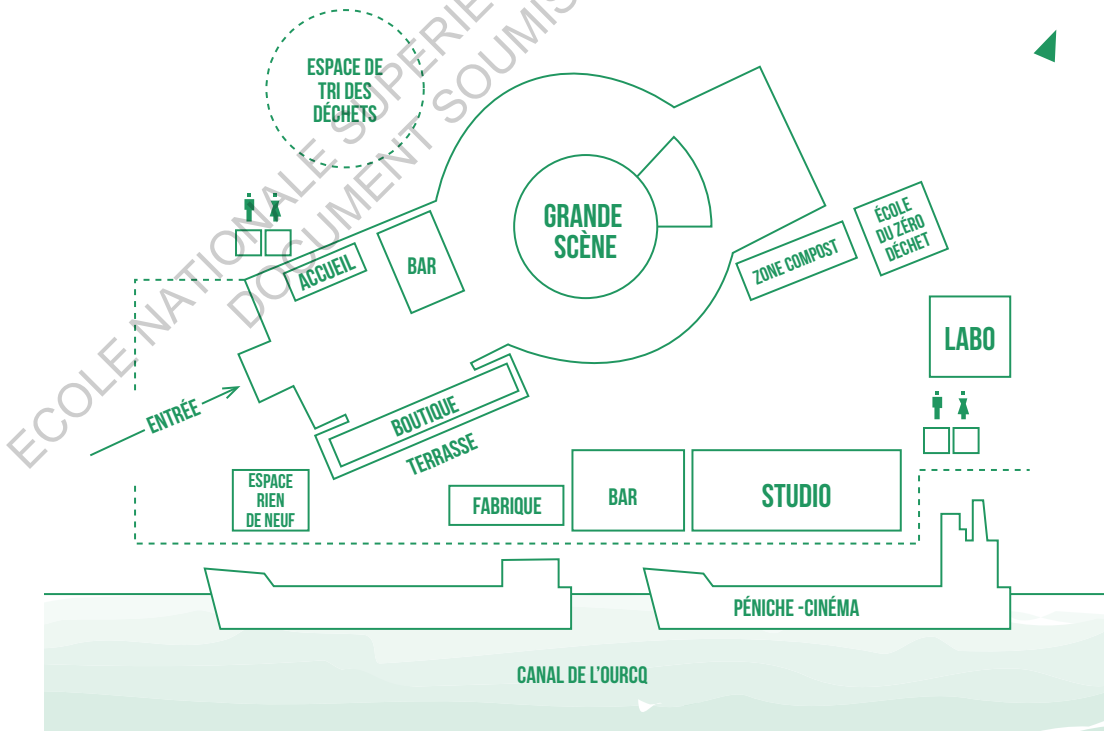 ECOLE NATIONALE SUPERIE
DOCUMENT SOUMIS
ESPACE DE
TRI DES
DÉCHETS
GRANDE
SCÈNE
ÉCOLE
DU ZÉRO
DÉCHET
ZONE COMPOST
BAR
ACCUEIL
LABO
ENTRÉE
BOUTIQUE
TERRASSE
ESPACE
RIEN
DE NEUF
FABRIQUE
BAR
STUDIO
PÉNICHE -CINÉMA
CANAL DE L'OURCQ